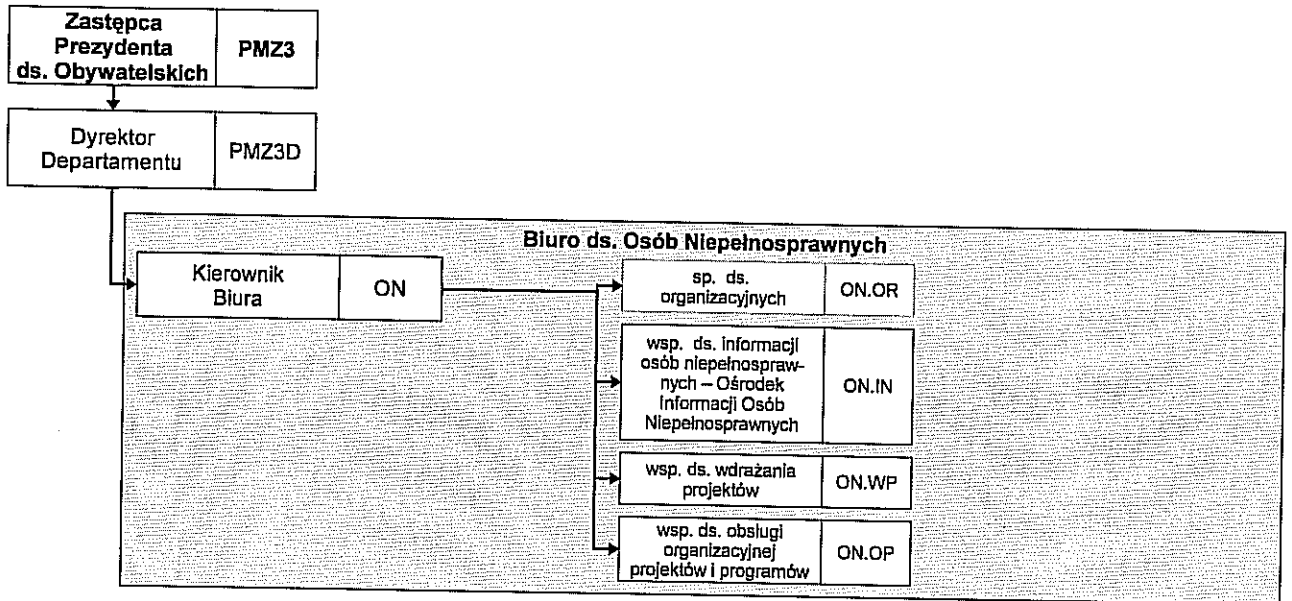 Zastępca
Prezydenta
ds. Obywatelskich
PMZ3
Dyrektor
Departamentu
PMZ3D
Biuro ds. Osób Niepełnosprawnych
Kierownik
Biura
ON
sp. ds.
organizacyjnych
ON.OR
wsp. ds. informacji
osób niepełnospraw-
nych – Ośrodek
Informacji Osób
Niepełnosprawnych
ON.IN
wsp. ds. wdrażania
projektów
ON.WP
wsp. ds. obsługi
organizacyjnej
projektów i programów
ON.OP